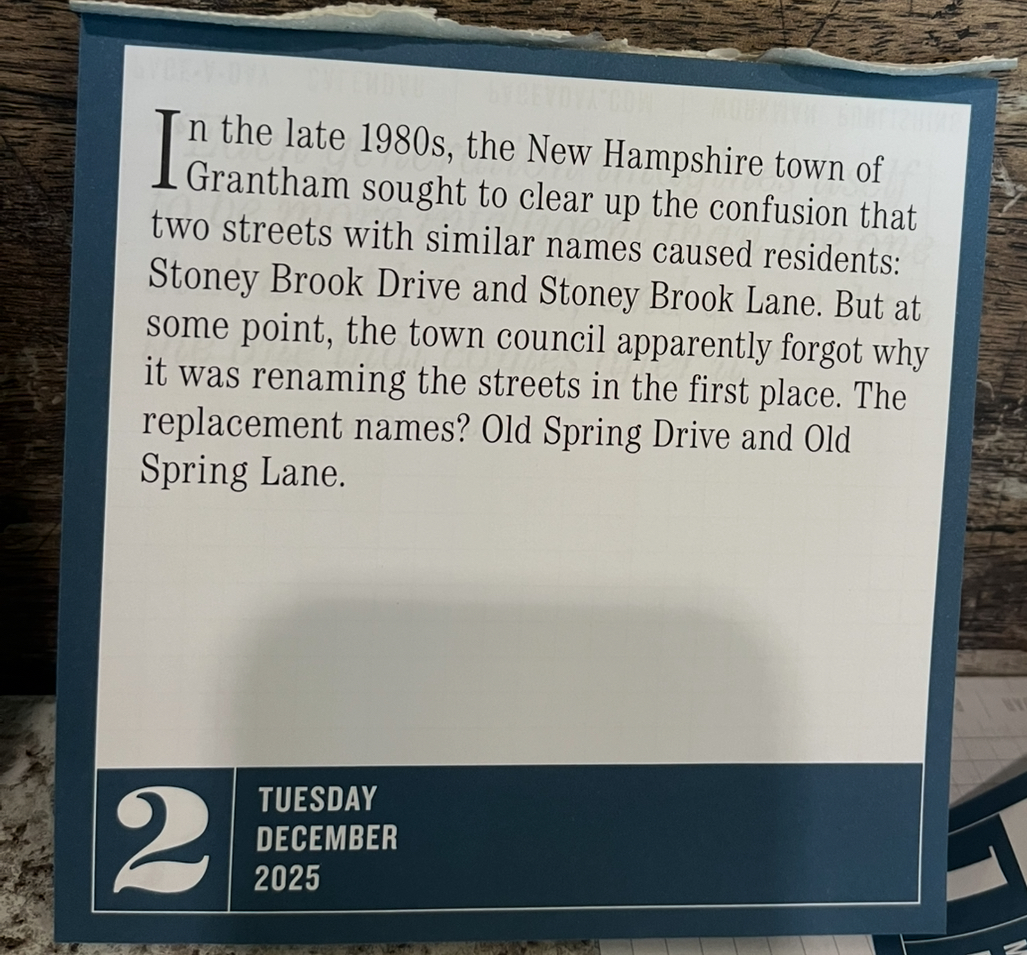 In the late 1980s, the New Hampshire town of
Grantham sought to clear up the confusion that
two streets with similar names caused residents:
Stoney Brook Drive and Stoney Brook Lane. But at
some point, the town council apparently forgot why
it was renaming the streets in the first place. The
replacement names? Old Spring Drive and Old
Spring Lane.
2
TUESDAY
DECEMBER
2025